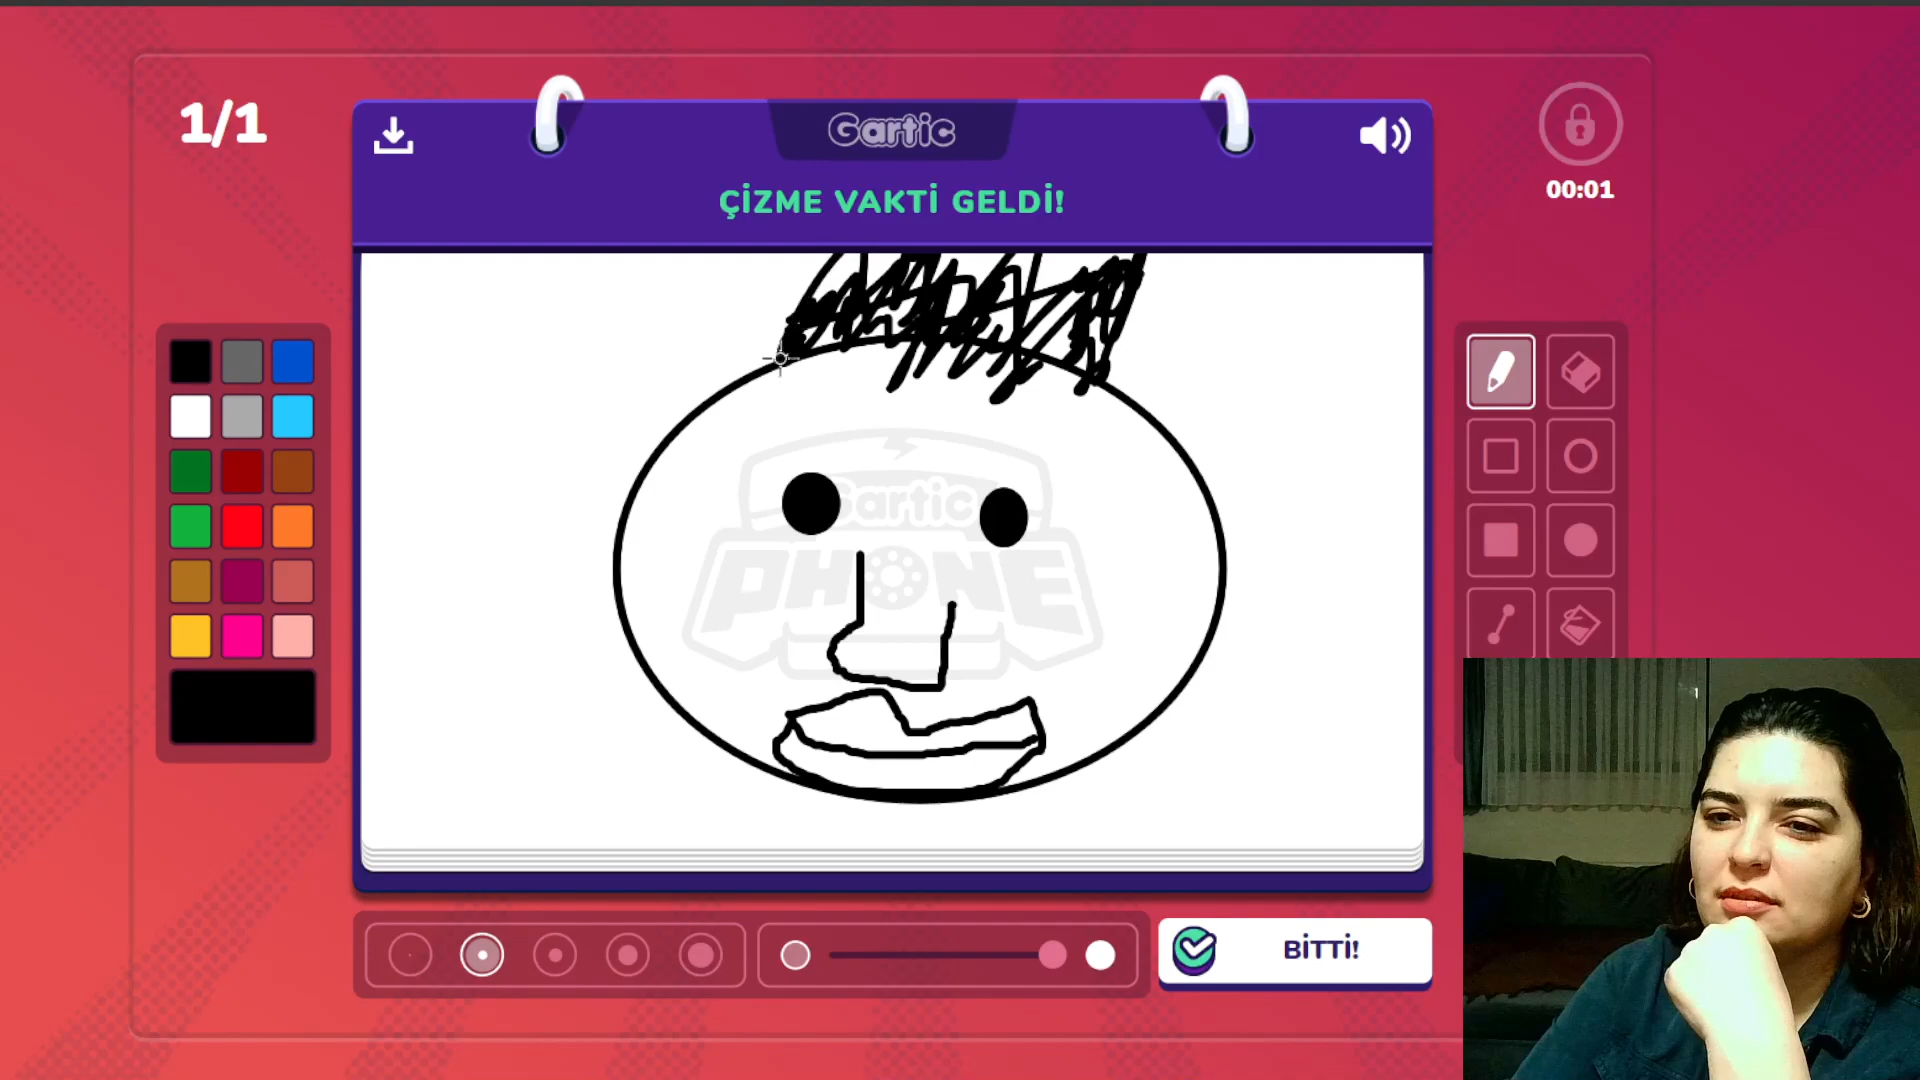 1/1
Gartic
ÇİZME VAKTİ GELDİ!
00:01
Gartic
PHONE
BİTTİ!